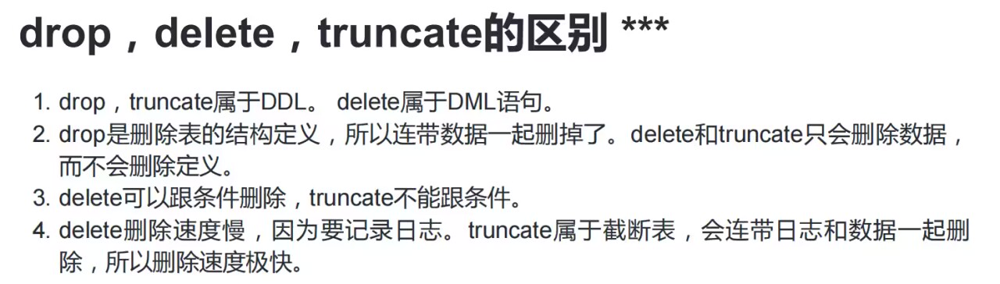 drop，delete，truncate的区别 ***
1. drop，truncate属于DDL。 delete属于DML语句。
2. drop是删除表的结构定义，所以连带数据一起删掉了。delete和truncate只会删除数据，
而不会删除定义。
3. delete可以跟条件删除，truncate不能跟条件。
4. delete删除速度慢，因为要记录日志。truncate属于截断表，会连带日志和数据一起删
除，所以删除速度极快。